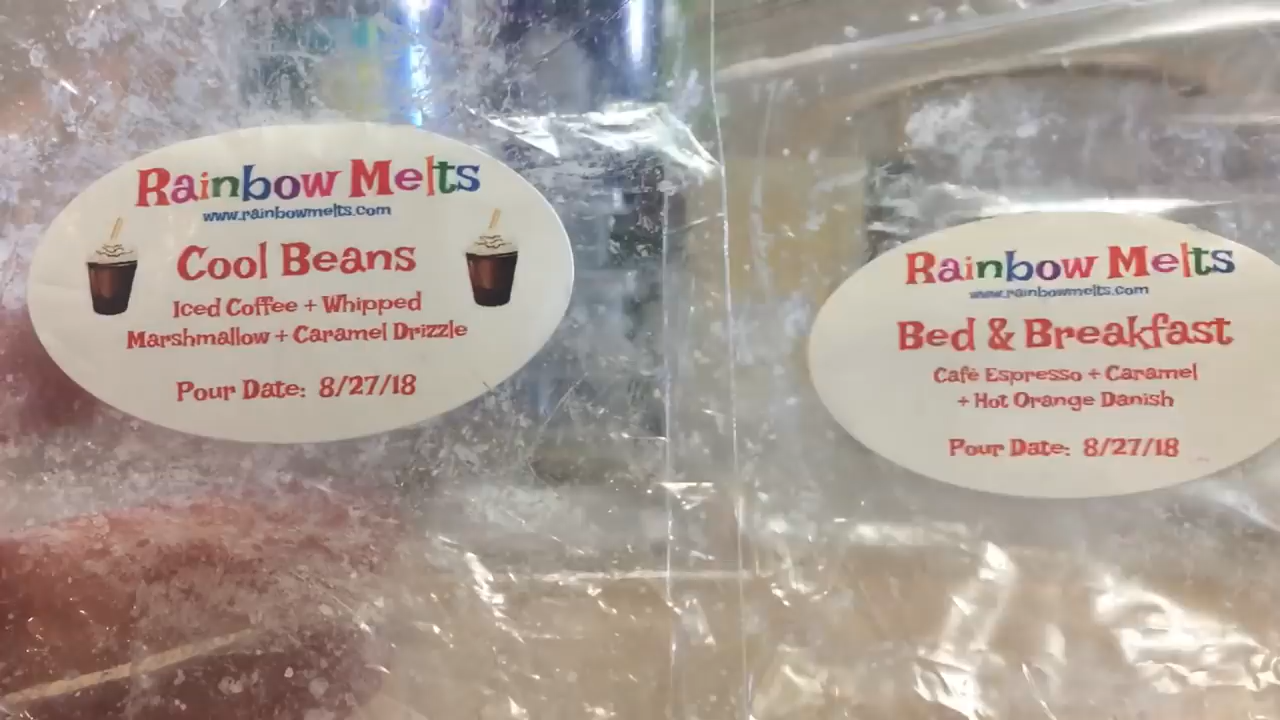 Rainbow Melts
www.rainbowmelts.com
Cool Beans
Iced Coffee + Whipped
Marshmallow + Caramel Drizzle
Pour Date: 8/27/18
Rainbow Melts
www.rainbowmelts.com
Bed & Breakfast
Café Espresso + Caramel
+ Hot Orange Danish
Pour Date: 8/27/18